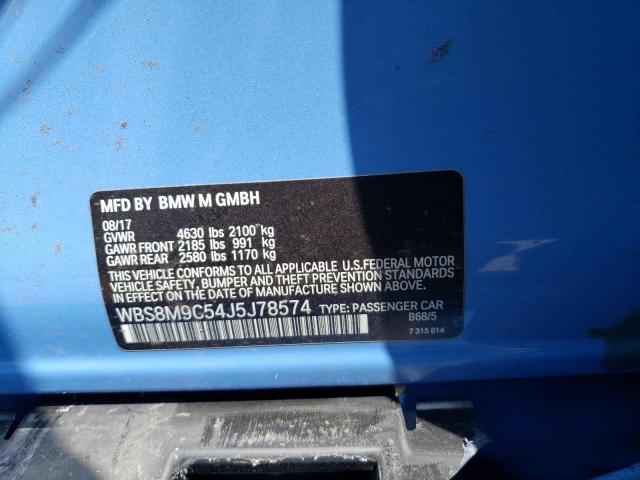 MFD BY BMW M GMBH
08/17
GVWR 4630 lbs 2100 kg
GAWR FRONT 2185 lbs 991 kg
GAWR REAR 2580 lbs 1170 kg
THIS VEHICLE CONFORMS TO ALL APPLICABLE U.S.FEDERAL MOTOR
VEHICLE SAFETY, BUMPER, AND THEFT PREVENTION STANDARDS
IN EFFECT ON THE DATE OF MANUFACTURE SHOWN ABOVE.
WBS8M9C54J5J78574 TYPE: PASSENGER CAR
B68/5
7 315 814